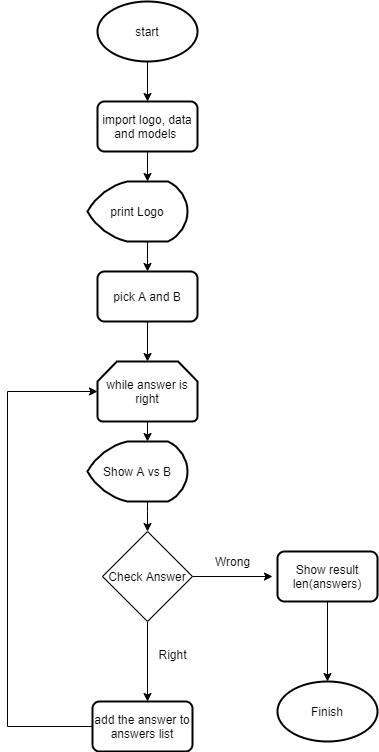 start
import logo, data
and models
print Logo
pick A and B
while answer is
right
Show A vs B
Check Answer
Wrong
Show result
len(answers)
Right
Finish
add the answer to
answers list